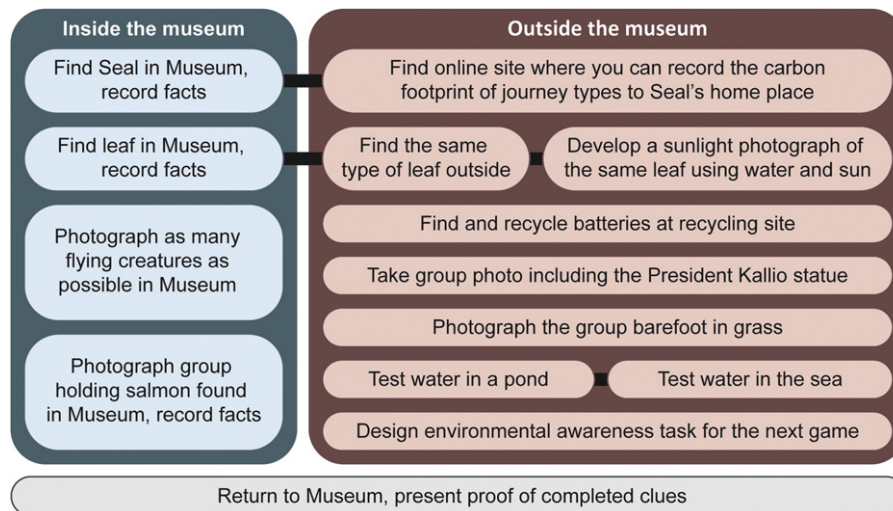 Inside the museum
Find Seal in Museum,
record facts
Find leaf in Museum,
record facts
Photograph as many
flying creatures as
possible in Museum
Photograph group
holding salmon found
in Museum, record facts
Outside the museum
Find online site where you can record the carbon
footprint of journey types to Seal's home place
Find the same
type of leaf outside
Develop a sunlight photograph of
the same leaf using water and sun
Find and recycle batteries at recycling site
Take group photo including the President Kallio statue
Photograph the group barefoot in grass
Test water in a pond
Test water in the sea
Design environmental awareness task for the next game
Return to Museum, present proof of completed clues